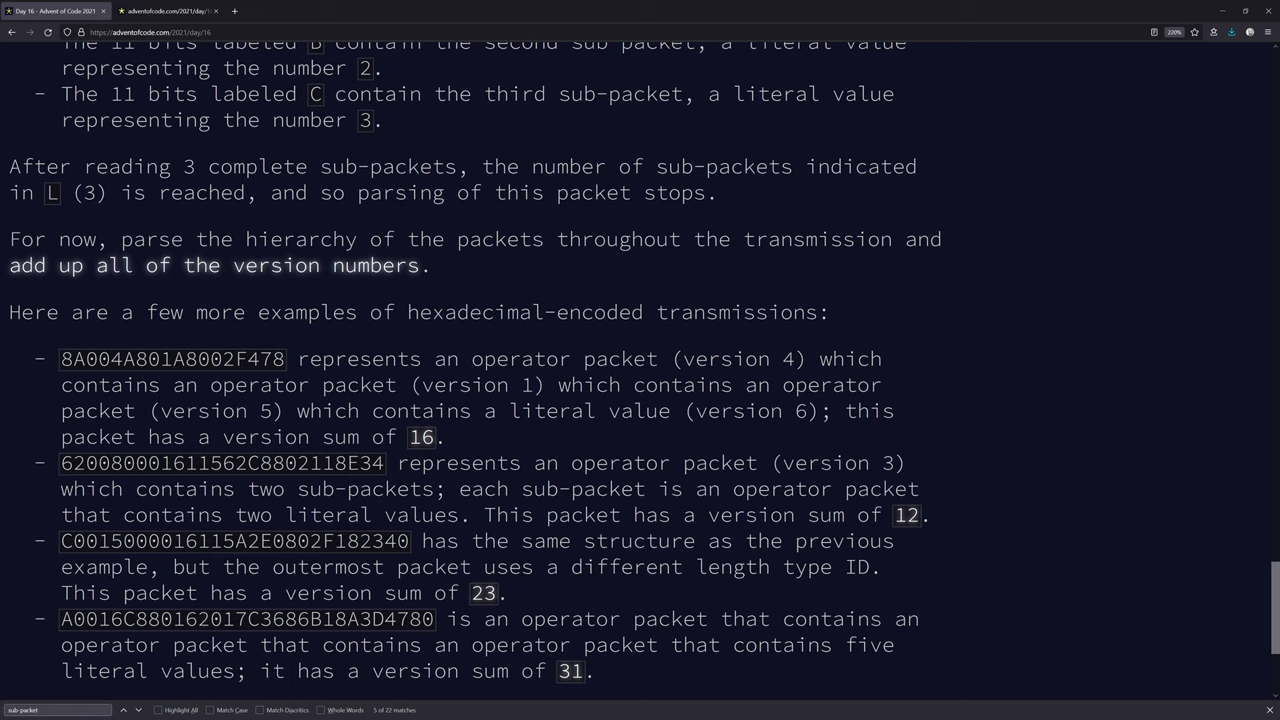 Day 16 - Advent of Code 2021
adventofcode.com/2021/day/16
https://adventofcode.com/2021/day/16
220%
The 11 bits labeled B contain the second sub-packet, a literal value
representing the number 2.
- The 11 bits labeled C contain the third sub-packet, a literal value
representing the number 3.
After reading 3 complete sub-packets, the number of sub-packets indicated
in L (3) is reached, and so parsing of this packet stops.
For now, parse the hierarchy of the packets throughout the transmission and
add up all of the version numbers.
Here are a few more examples of hexadecimal-encoded transmissions:
- 8A004A801A8002F478 represents an operator packet (version 4) which
contains an operator packet (version 1) which contains an operator
packet (version 5) which contains a literal value (version 6); this
packet has a version sum of 16.
- 620080001611562C8802118E34 represents an operator packet (version 3)
which contains two sub-packets; each sub-packet is an operator packet
that contains two literal values. This packet has a version sum of 12.
- C0015000016115A2E0802F182340 has the same structure as the previous
example, but the outermost packet uses a different length type ID.
This packet has a version sum of 23.
- A0016C880162017C3686B18A3D4780 is an operator packet that contains an
operator packet that contains an operator packet that contains five
literal values; it has a version sum of 31.
sub-packet
Highlight All
Match Case
Match Diacritics
Whole Words
5 of 22 matches